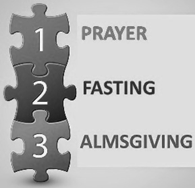 1 PRAYER
2 FASTING
3 ALMSGIVING